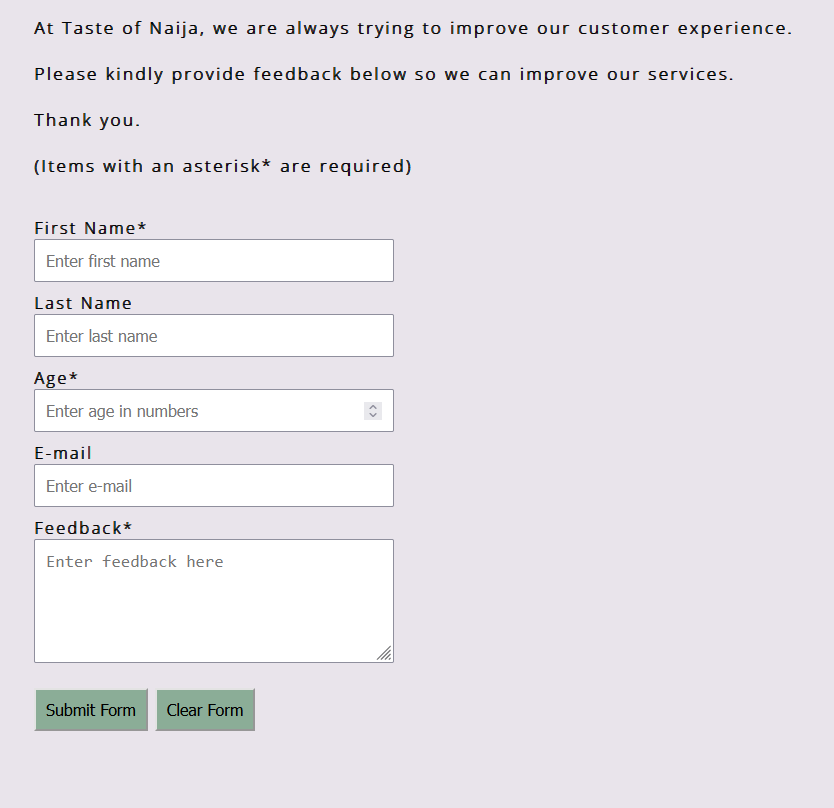 At Taste of Naija, we are always trying to improve our customer experience.
Please kindly provide feedback below so we can improve our services.
Thank you.
(Items with an asterisk* are required)
First Name*
Enter first name
Last Name
Enter last name
Age*
Enter age in numbers
E-mail
Enter e-mail
Feedback*
Enter feedback here
Submit Form Clear Form